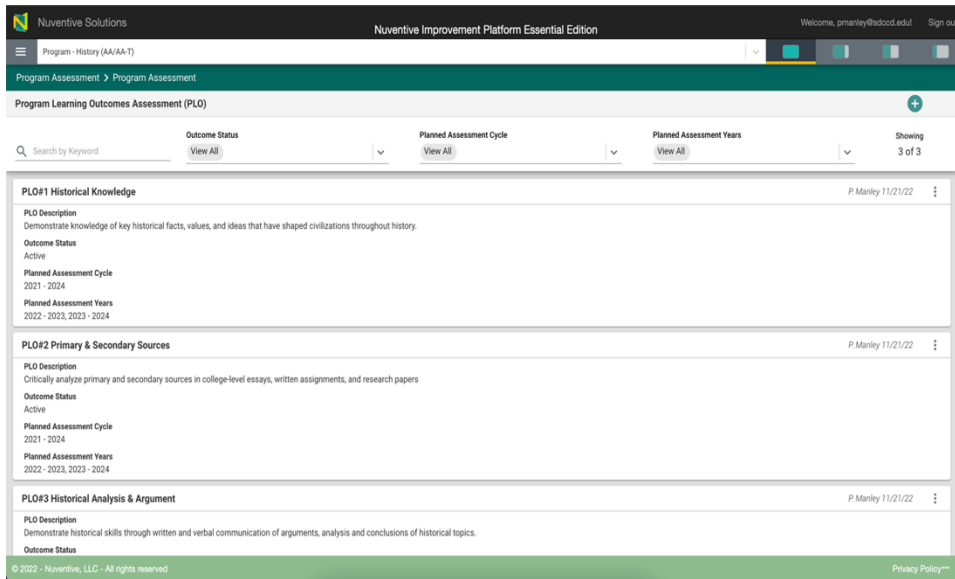 Nuventive Solutions
Nuventive Improvement Platform Essential Edition
Welcome, pmanley@sdccd.edu! Sign ou
Program - History (AA/AA-T)
Program Assessment > Program Assessment
Program Learning Outcomes Assessment (PLO)
Search by Keyword
Outcome Status
View All
Planned Assessment Cycle
View All
Planned Assessment Years
View All
Showing
3 of 3
PLO#1 Historical Knowledge P. Manley 11/21/22
PLO Description
Demonstrate knowledge of key historical facts, values, and ideas that have shaped civilizations throughout history.
Outcome Status
Active
Planned Assessment Cycle
2021 - 2024
Planned Assessment Years
2022 - 2023, 2023 - 2024
PLO#2 Primary & Secondary Sources P. Manley 11/21/22
PLO Description
Critically analyze primary and secondary sources in college-level essays, written assignments, and research papers
Outcome Status
Active
Planned Assessment Cycle
2021 - 2024
Planned Assessment Years
2022 - 2023, 2023 - 2024
PLO#3 Historical Analysis & Argument P. Manley 11/21/22
PLO Description
Demonstrate historical skills through written and verbal communication of arguments, analysis and conclusions of historical topics.
Outcome Status
© 2022 - Nuventive, LLC - All rights reserved Privacy Policy***